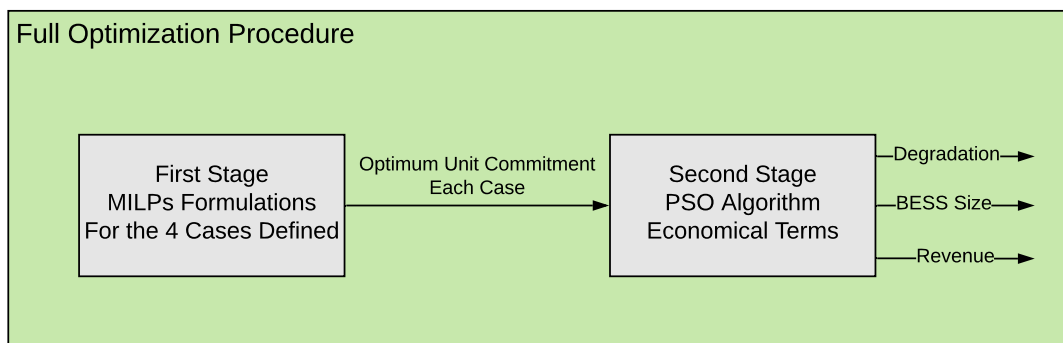 Full Optimization Procedure
First Stage
MILPs Formulations
For the 4 Cases Defined
Optimum Unit Commitment
Each Case
Second Stage
PSO Algorithm
Economical Terms
Degradation
BESS Size
Revenue